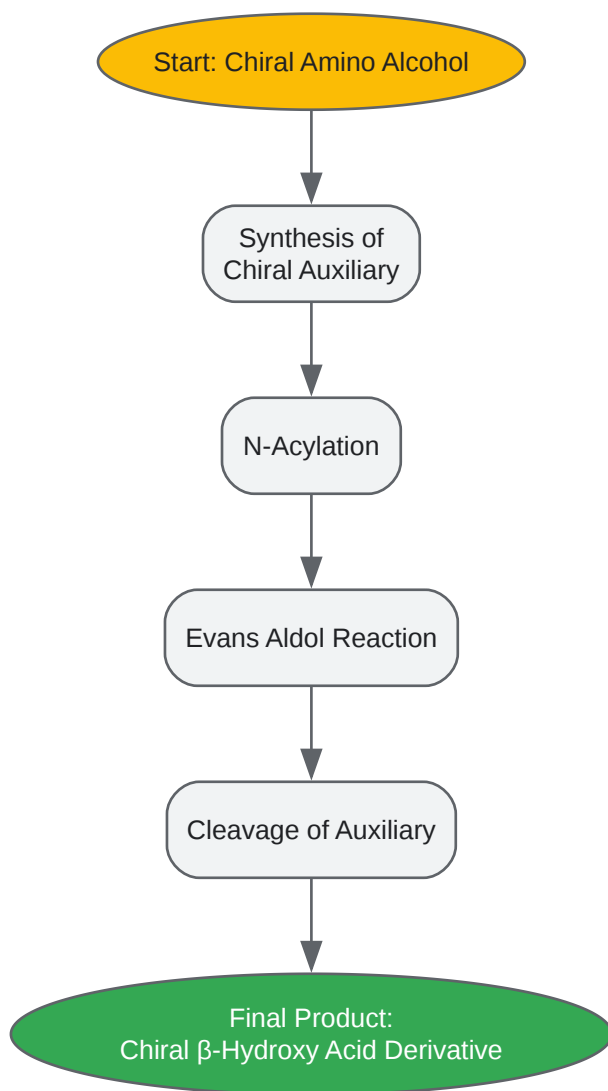 Start: Chiral Amino Alcohol
Synthesis of
Chiral Auxiliary
N-Acylation
Evans Aldol Reaction
Cleavage of Auxiliary
Final Product:
Chiral β-Hydroxy Acid Derivative